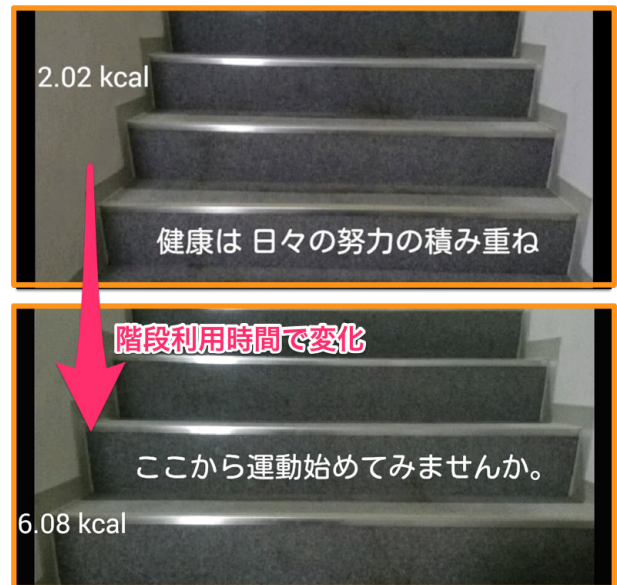 2.02 kcal
健康は 日々の努力の積み重ね
階段利用時間で変化
ここから運動始めてみませんか。
6.08 kcal